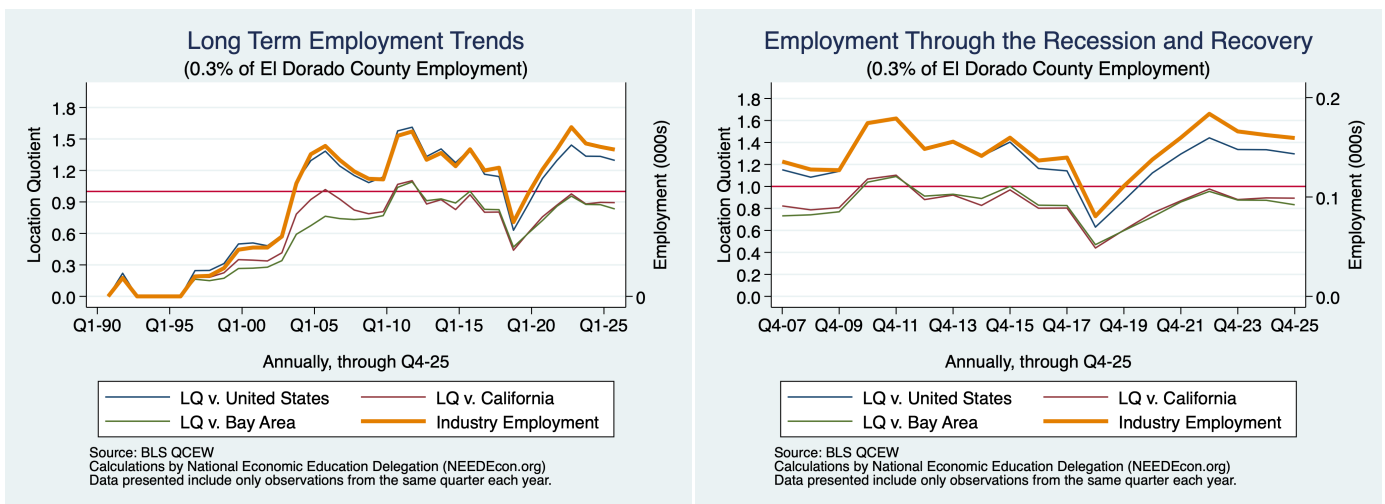 Long Term Employment Trends
(0.3% of El Dorado County Employment)
Location Quotient
1.8
1.5
1.2
0.9
0.6
0.3
0.0
0
Employment (000s)
Q1-90 Q1-95 Q1-00 Q1-05 Q1-10 Q1-15 Q1-20 Q1-25
Annually, through Q4-25
LQ v. United States LQ v. California
LQ v. Bay Area Industry Employment
Source: BLS QCEW
Calculations by National Economic Education Delegation (NEEDEcon.org)
Data presented include only observations from the same quarter each year.
Employment Through the Recession and Recovery
(0.3% of El Dorado County Employment)
Location Quotient
1.8
1.6
1.4
1.2
1.0
0.8
0.6
0.4
0.2
0.0
0.2
0.1
0.0
Employment (000s)
Q4-07 Q4-09 Q4-11 Q4-13 Q4-15 Q4-17 Q4-19 Q4-21 Q4-23 Q4-25
Annually, through Q4-25
LQ v. United States LQ v. California
LQ v. Bay Area Industry Employment
Source: BLS QCEW
Calculations by National Economic Education Delegation (NEEDEcon.org)
Data presented include only observations from the same quarter each year.